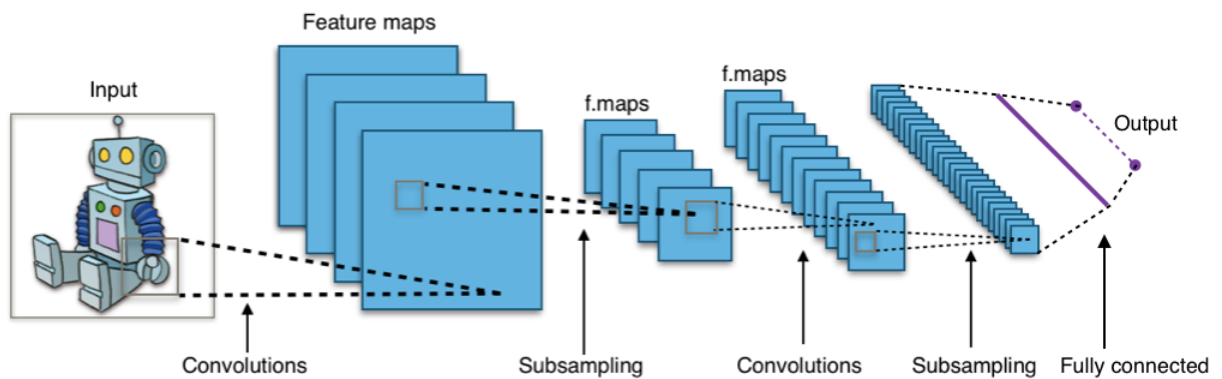 Feature maps
Input
f.maps
f.maps
Output
Convolutions
Subsampling
Convolutions
Subsampling
Fully connected